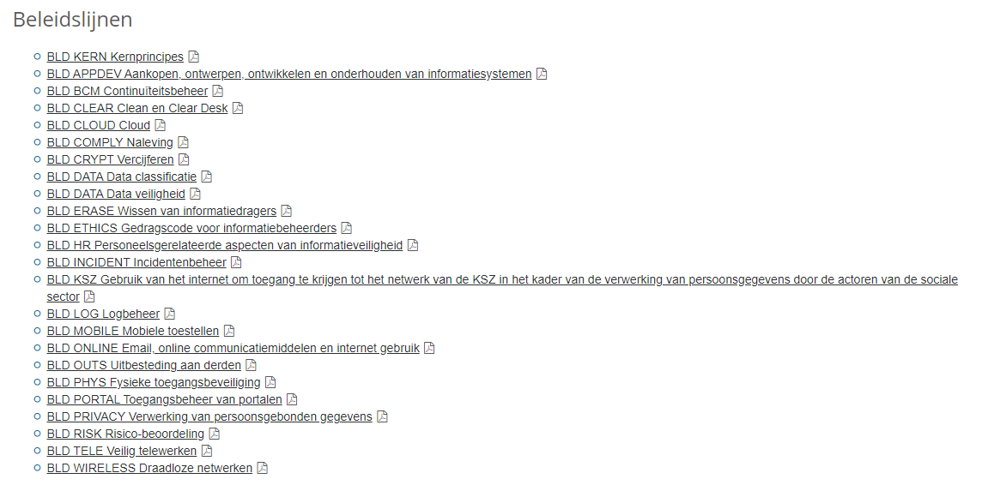 Beleidslijnen
BLD KERN Kernprincipes
BLD APPDEV Aankopen, ontwerpen, ontwikkelen en onderhouden van informatiesystemen
BLD BCM Continuïteitsbeheer
BLD CLEAR Clean en Clear Desk
BLD CLOUD Cloud
BLD COMPLY Naleving
BLD CRYPT Vercijferen
BLD DATA Data classificatie
BLD DATA Data veiligheid
BLD ERASE Wissen van informatiedragers
BLD ETHICS Gedragscode voor informatiebeheerders
BLD HR Personeelsgerelateerde aspecten van informatieveiligheid
BLD INCIDENT Incidentenbeheer
BLD KSZ Gebruik van het internet om toegang te krijgen tot het netwerk van de KSZ in het kader van de verwerking van persoonsgegevens door de actoren van de sociale
sector
BLD LOG Logbeheer
BLD MOBILE Mobiele toestellen
BLD ONLINE Email, online communicatiemiddelen en internet gebruik
BLD OUTS Uitbesteding aan derden
BLD PHYS Fysieke toegangsbeveiliging
BLD PORTAL Toegangsbeheer van portalen
BLD PRIVACY Verwerking van persoonsgebonden gegevens
BLD RISK Risico-beoordeling
BLD TELE Veilig telewerken
BLD WIRELESS Draadloze netwerken